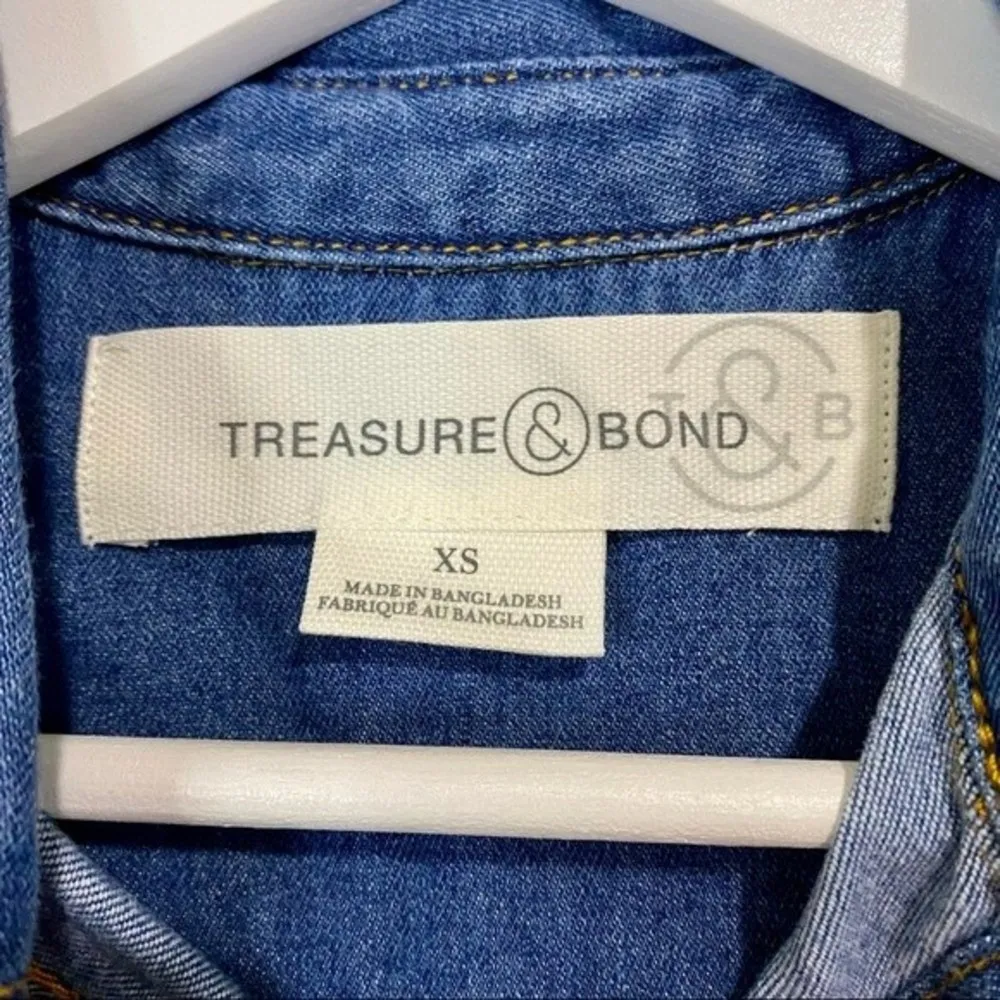 TREASURE & BOND
T & B
XS
MADE IN BANGLADESH
FABRIQUÉ AU BANGLADESH